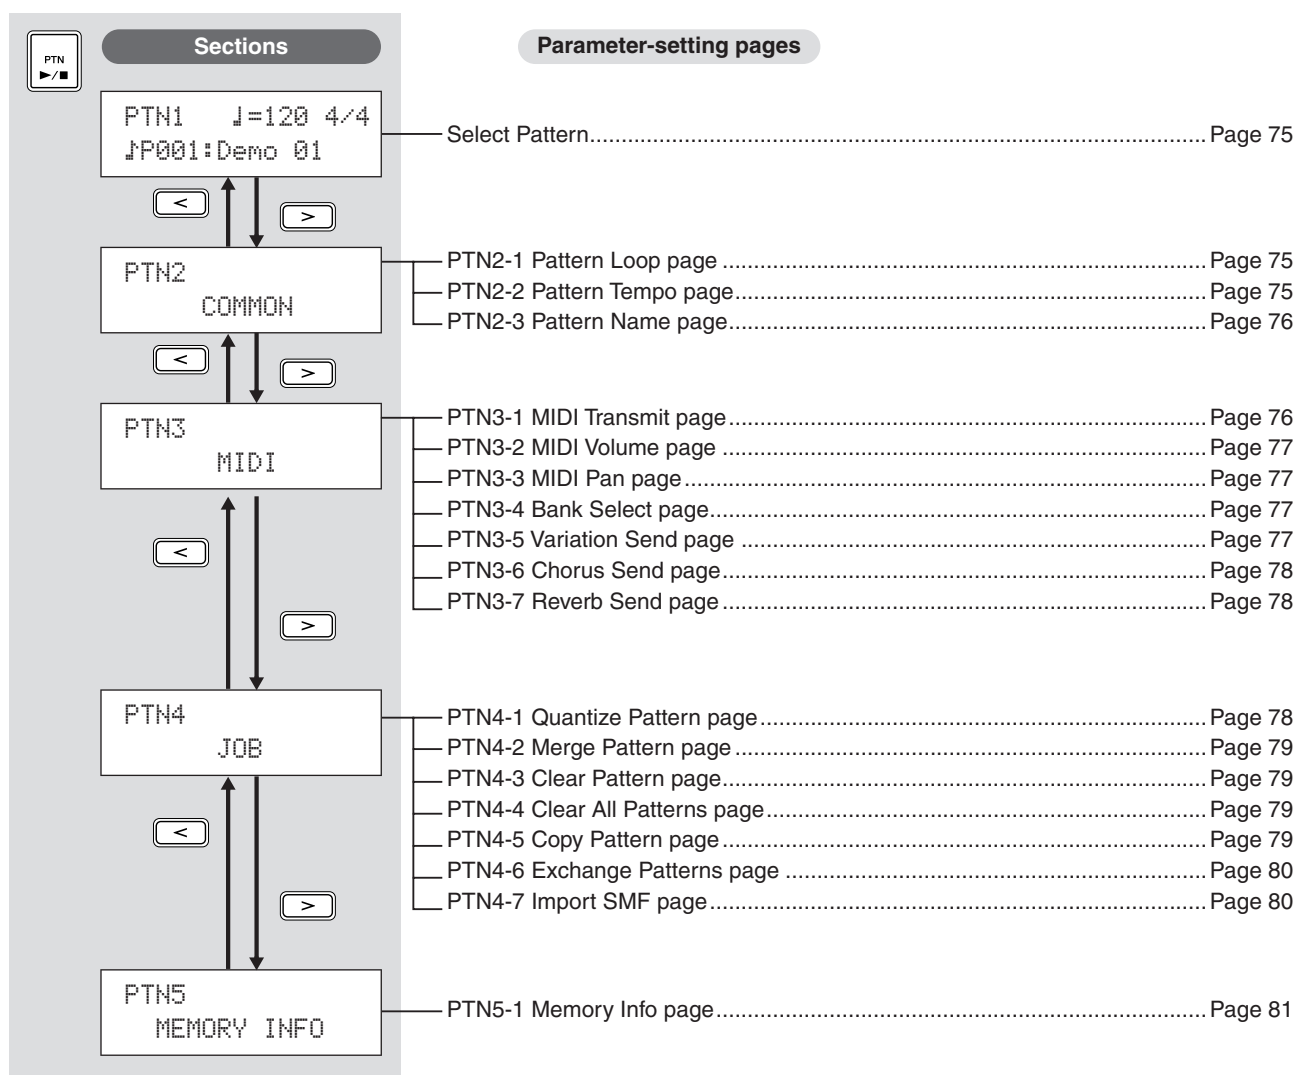 PTN
►/■
Sections
Parameter-setting pages
PTN1 ♩=120 4/4
♪P001:Demo 01
Select Pattern.......... Page 75
<
>
PTN2
COMMON
PTN2-1 Pattern Loop page .......... Page 75
PTN2-2 Pattern Tempo page.......... Page 75
PTN2-3 Pattern Name page.......... Page 76
<
>
PTN3
MIDI
PTN3-1 MIDI Transmit page.......... Page 76
PTN3-2 MIDI Volume page .......... Page 77
PTN3-3 MIDI Pan page.......... Page 77
PTN3-4 Bank Select page.......... Page 77
PTN3-5 Variation Send page .......... Page 77
PTN3-6 Chorus Send page.......... Page 78
PTN3-7 Reverb Send page.......... Page 78
<
>
PTN4
JOB
PTN4-1 Quantize Pattern page.......... Page 78
PTN4-2 Merge Pattern page.......... Page 79
PTN4-3 Clear Pattern page.......... Page 79
PTN4-4 Clear All Patterns page.......... Page 79
PTN4-5 Copy Pattern page.......... Page 79
PTN4-6 Exchange Patterns page .......... Page 80
PTN4-7 Import SMF page.......... Page 80
<
>
PTN5
MEMORY INFO
PTN5-1 Memory Info page.......... Page 81